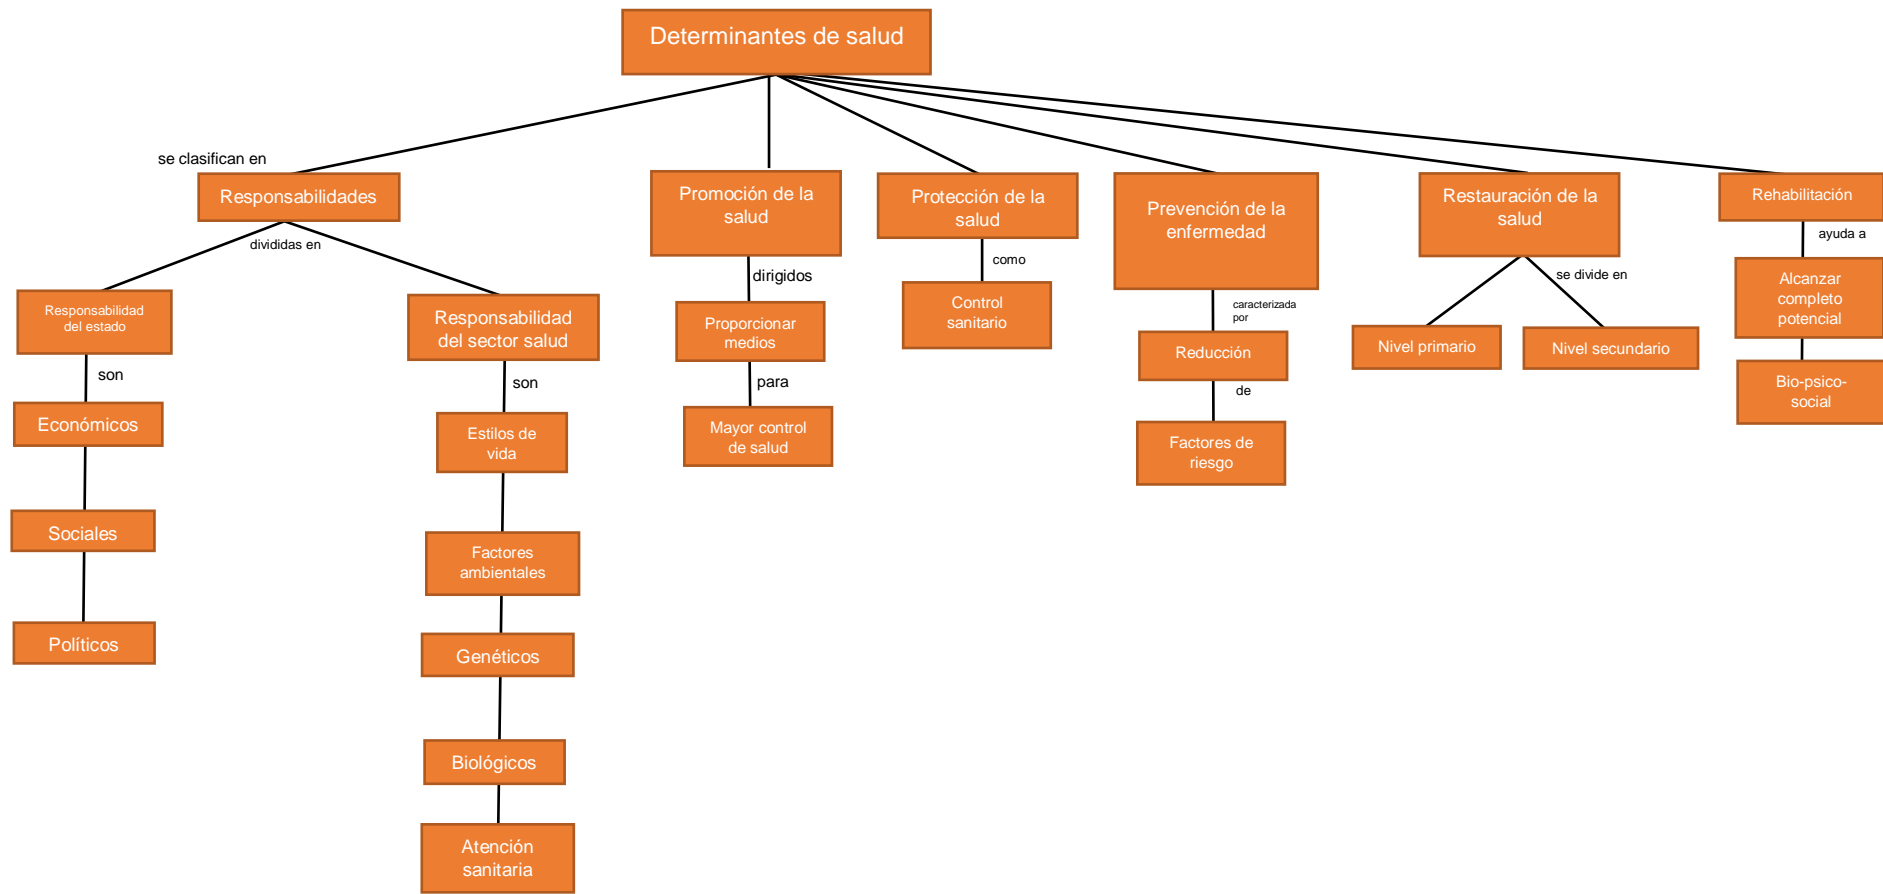 Determinantes de salud
se clasifican en
Responsabilidades
Promoción de la
salud
Protección de la
salud
Prevención de la
enfermedad
Restauración de la
salud
Rehabilitación
divididas en
dirigidos
como
caracterizada
por
se divide en
ayuda a
Responsabilidad
del estado
Responsabilidad
del sector salud
Proporcionar
medios
Control
sanitario
Reducción
Nivel primario
Nivel secundario
Alcanzar
completo
potencial
son
son
para
de
Bio-psico-
social
Económicos
Estilos de
vida
Mayor control
de salud
Factores de
riesgo
Sociales
Factores
ambientales
Políticos
Genéticos
Biológicos
Atención
sanitaria